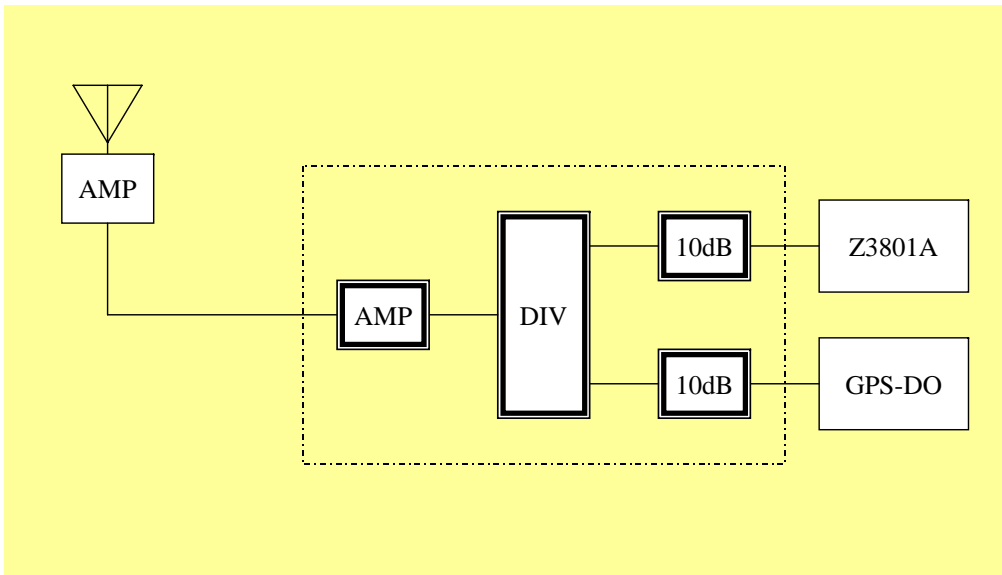 AMP
AMP
DIV
10dB
10dB
Z3801A
GPS-DO